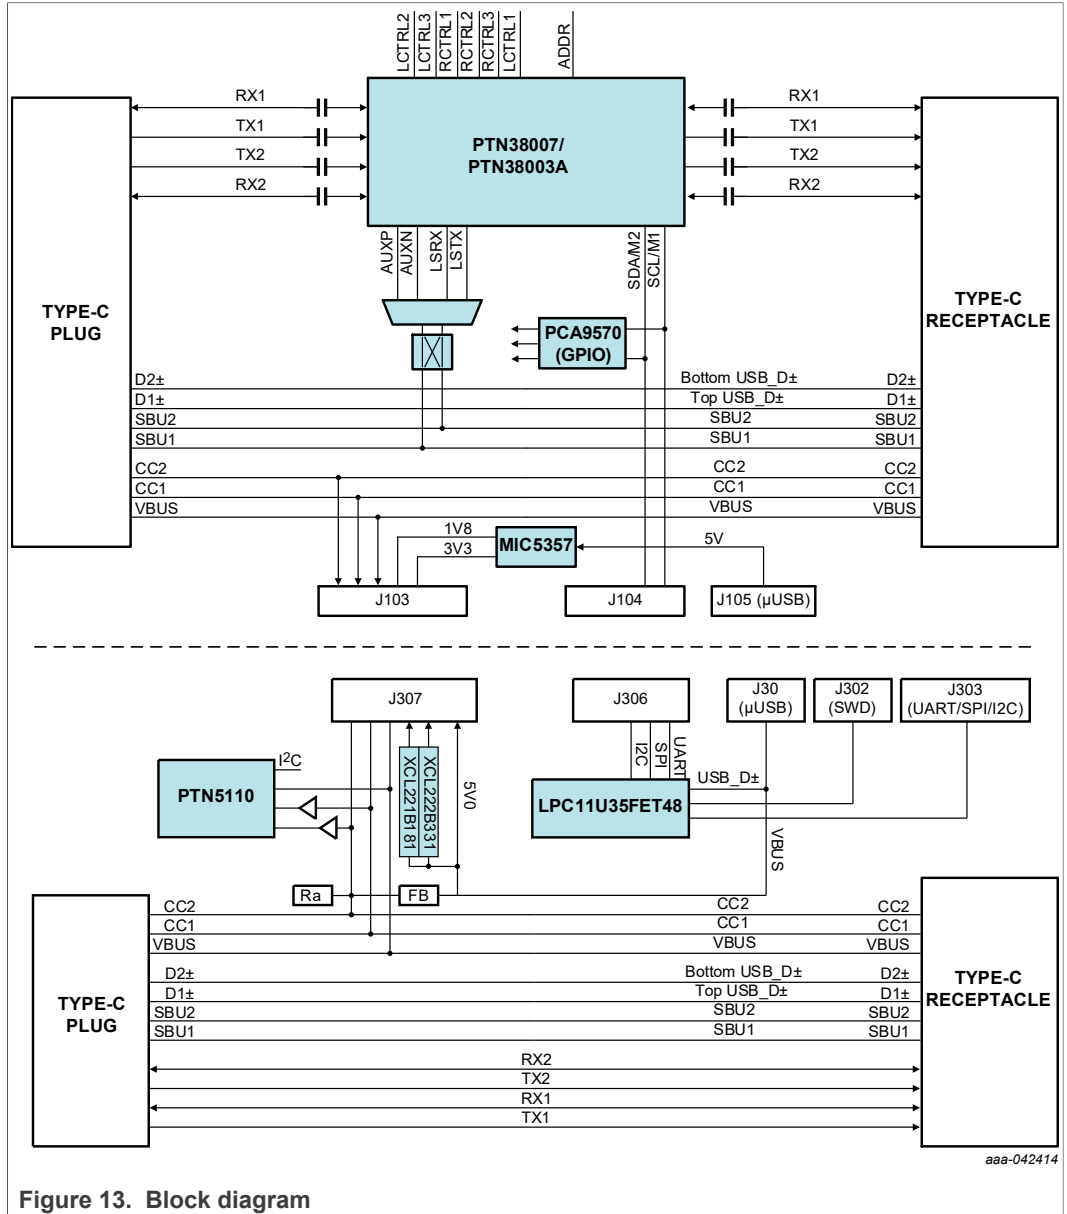 LCTRL2
LCTRL3
RCTRL1
RCTRL2
RCTRL3
LCTRL1
ADDR
RX1
TX1
TX2
RX2
PTN38007/
PTN38003A
RX1
TX1
TX2
RX2
AUXP
AUXN
LSRX
LSTX
SDA/M2
SCL/M1
TYPE-C
PLUG
PCA9570
(GPIO)
TYPE-C
RECEPTACLE
D2± Bottom USB_D± D2±
D1± Top USB_D± D1±
SBU2 SBU2 SBU2
SBU1 SBU1 SBU1
CC2 CC2 CC2
CC1 CC1 CC1
VBUS VBUS VBUS
1V8
3V3
MIC5357
5V
J103
J104
J105 (µUSB)
J307
J306
J30
(µUSB)
J302
(SWD)
J303
(UART/SPI/I2C)
I2C
PTN5110
XCL221B181
XCL222B331
5V0
I2C
SPI
UART
USB_D±
LPC11U35FET48
VBUS
Ra
FB
CC2 CC2 CC2
CC1 CC1 CC1
VBUS VBUS VBUS
D2± Bottom USB_D± D2±
D1± Top USB_D± D1±
SBU2 SBU2 SBU2
SBU1 SBU1 SBU1
TYPE-C
PLUG
TYPE-C
RECEPTACLE
RX2
TX2
RX1
TX1
aaa-042414
Figure 13. Block diagram